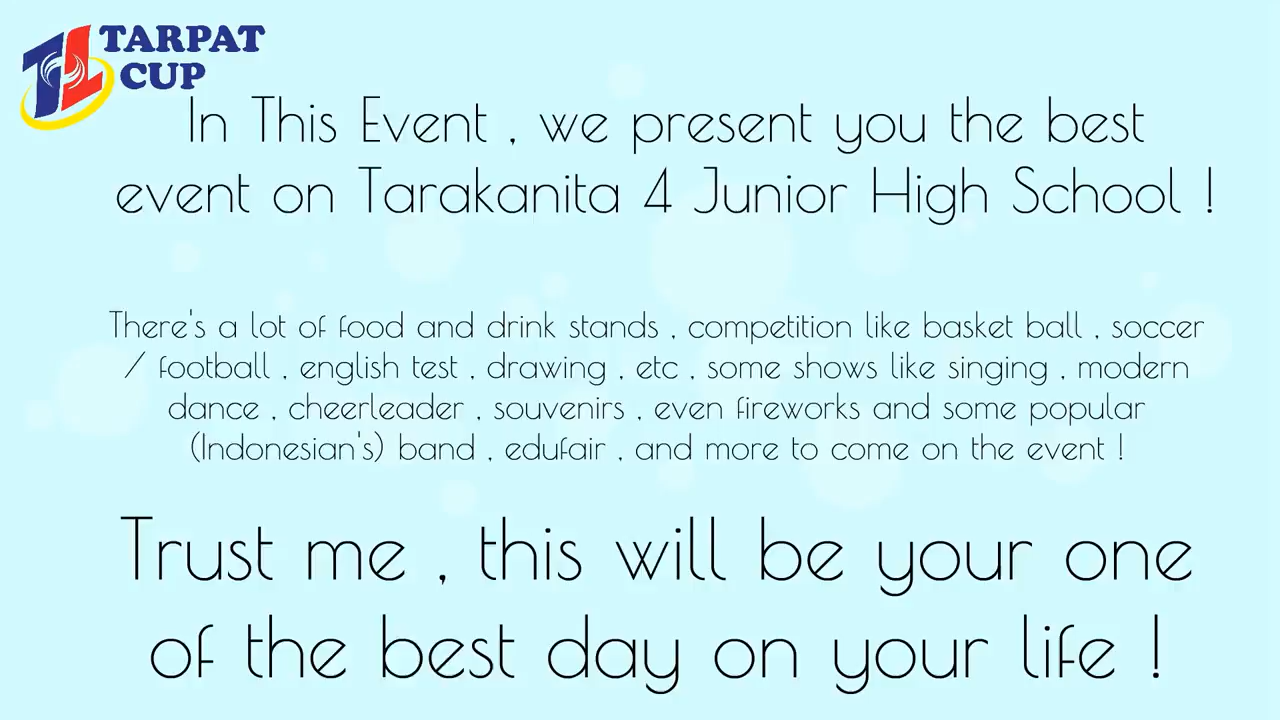 TARPAT
CUP
In This Event , we present you the best
event on Tarakanita 4 Junior High School !
There's a lot of food and drink stands , competition like basket ball , soccer
/ football , english test , drawing , etc , some shows like singing , modern
dance , cheerleader , souvenirs , even fireworks and some popular
(Indonesian's) band , edufair , and more to come on the event !
Trust me , this will be your one
of the best day on your life !